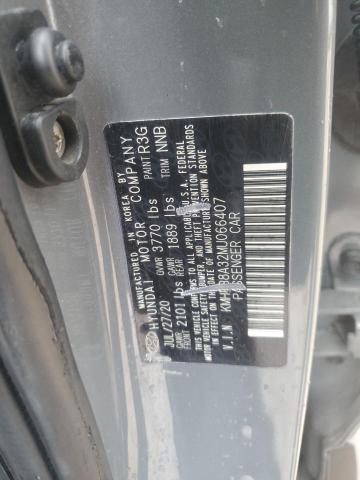 MADE IN KOREA BY
HYUNDAI MOTOR COMPANY
JUL/27/20 GVWR 3770 lbs PAINT R3G
GAWR FRONT 2101 lbs GAWR REAR 1889 lbs TRIM NNB
THIS VEHICLE CONFORMS TO ALL APPLICABLE U.S.A. FEDERAL
MOTOR VEHICLE SAFETY, BUMPER, AND THEFT PREVENTION
STANDARDS IN EFFECT ON THE DATE OF MANUFACTURE SHOWN ABOVE
V.I.N
PASSENGER CAR